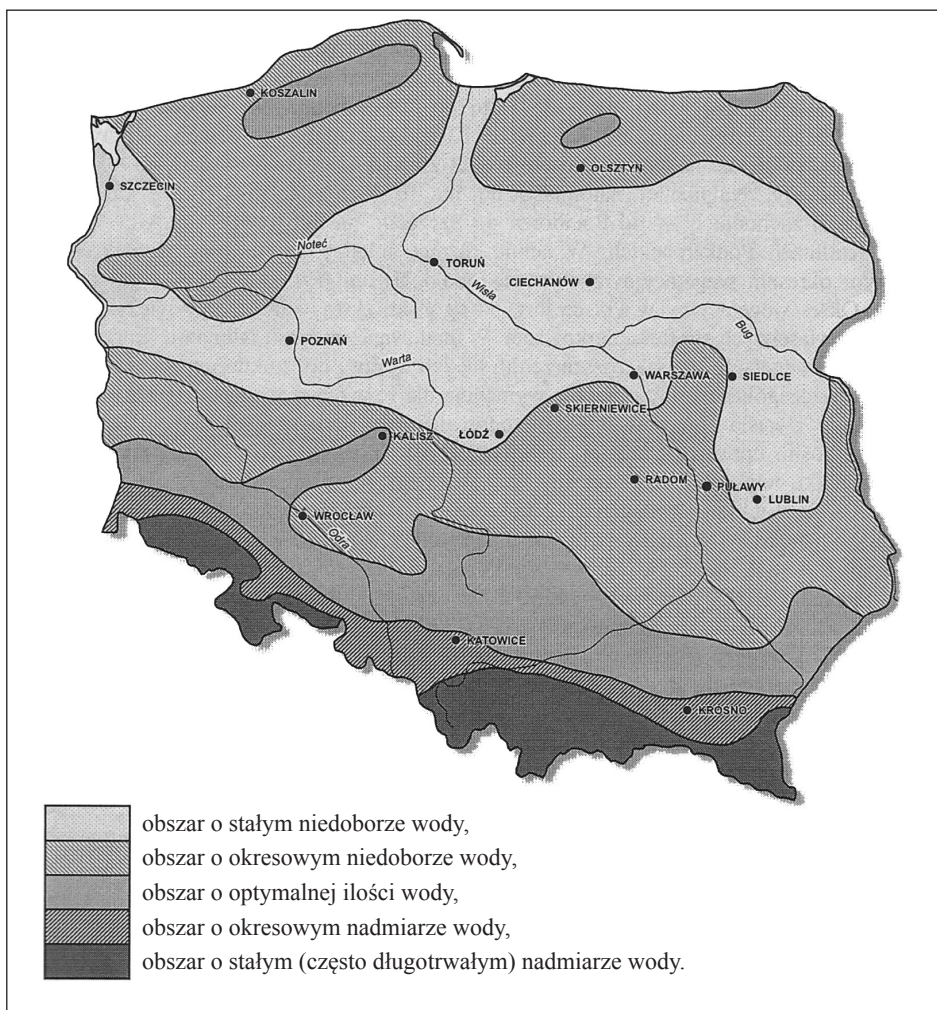 KOSZALIN
OLSZTYN
SZCZECIN
Noteć
TORUŃ
CIECHANÓW
Wisła
Bug
POZNAŃ
Warta
WARSZAWA
SIEDLCE
SKIERNIEWICE
KALISZ
ŁÓDŹ
RADOM
PUŁAWY
LUBLIN
WROCŁAW
Odra
KATOWICE
KROSNO
obszar o stałym niedoborze wody,
obszar o okresowym niedoborze wody,
obszar o optymalnej ilości wody,
obszar o okresowym nadmiarze wody,
obszar o stałym (często długotrwałym) nadmiarze wody.